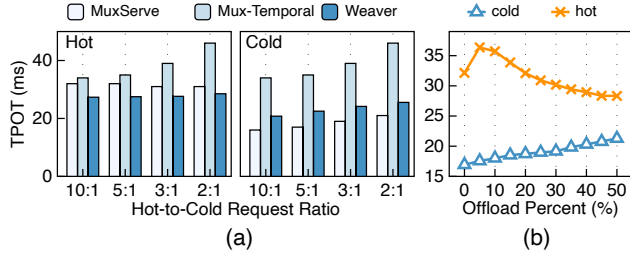 MuxServe Mux-Temporal Weaver
cold hot
TPOT (ms)
60
40
20
0
Hot
Cold
10:1 5:1 3:1 2:1
10:1 5:1 3:1 2:1
Hot-to-Cold Request Ratio
(a)
35
30
25
20
15
0 10 20 30 40 50
Offload Percent (%)
(b)